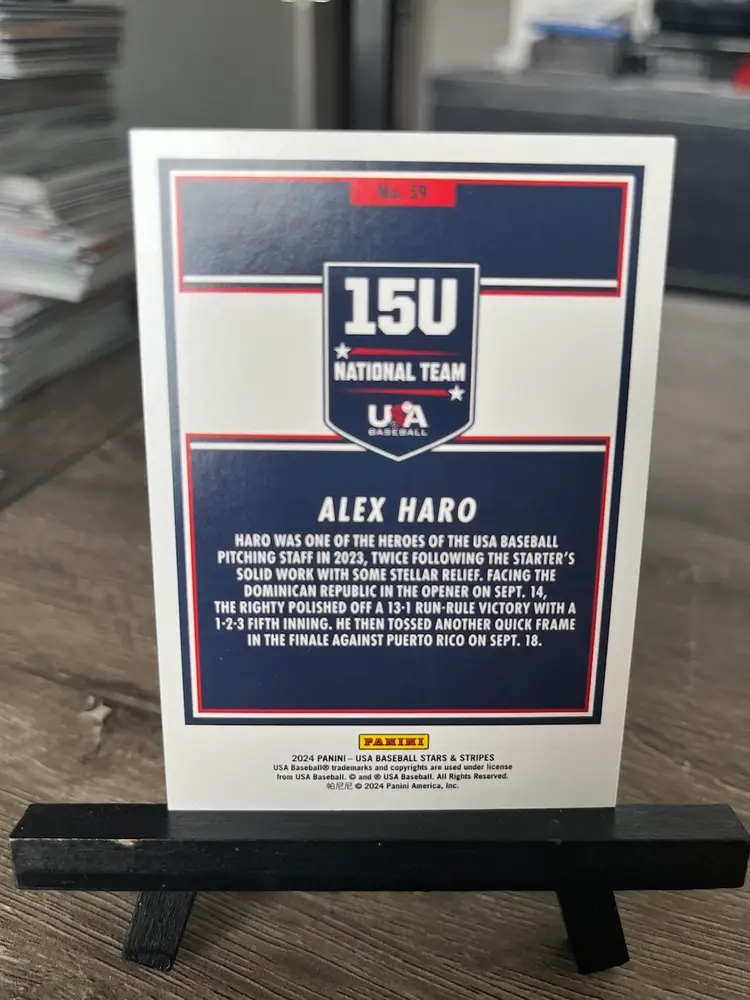 No. 59
15U
NATIONAL TEAM
USA
BASEBALL
ALEX HARO
HARO WAS ONE OF THE HEROES OF THE USA BASEBALL
PITCHING STAFF IN 2023, TWICE FOLLOWING THE STARTER'S
SOLID WORK WITH SOME STELLAR RELIEF. FACING THE
DOMINICAN REPUBLIC IN THE OPENER ON SEPT. 14,
THE RIGHTY POLISHED OFF A 13-1 RUN-RULE VICTORY WITH A
1-2-3 FIFTH INNING. HE THEN TOSSED ANOTHER QUICK FRAME
IN THE FINALE AGAINST PUERTO RICO ON SEPT. 18.
PANINI
2024 PANINI – USA BASEBALL STARS & STRIPES
USA Baseball® trademarks and copyrights are used under license
from USA Baseball. © and ® USA Baseball. All Rights Reserved.
帕尼尼 © 2024 Panini America, Inc.